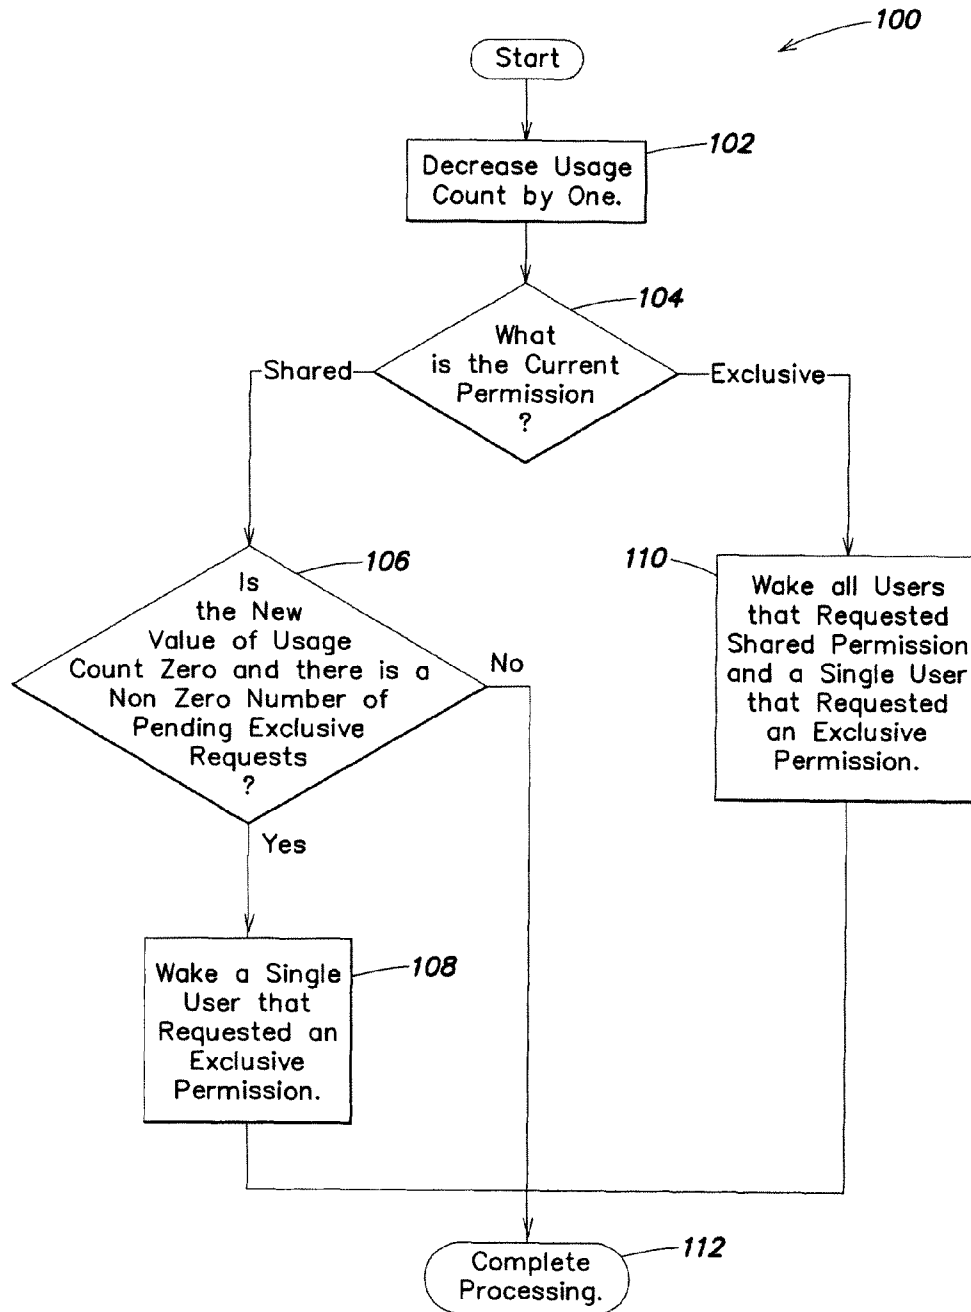 100
Start
102
Decrease Usage
Count by One.
104
What
is the Current
Permission
?
Shared
Exclusive
106
Is
the New
Value of Usage
Count Zero and there is a
Non Zero Number of
Pending Exclusive
Requests
?
No
Yes
110
Wake all Users
that Requested
Shared Permission
and a Single User
that Requested
an Exclusive
Permission.
108
Wake a Single
User that
Requested an
Exclusive
Permission.
112
Complete
Processing.